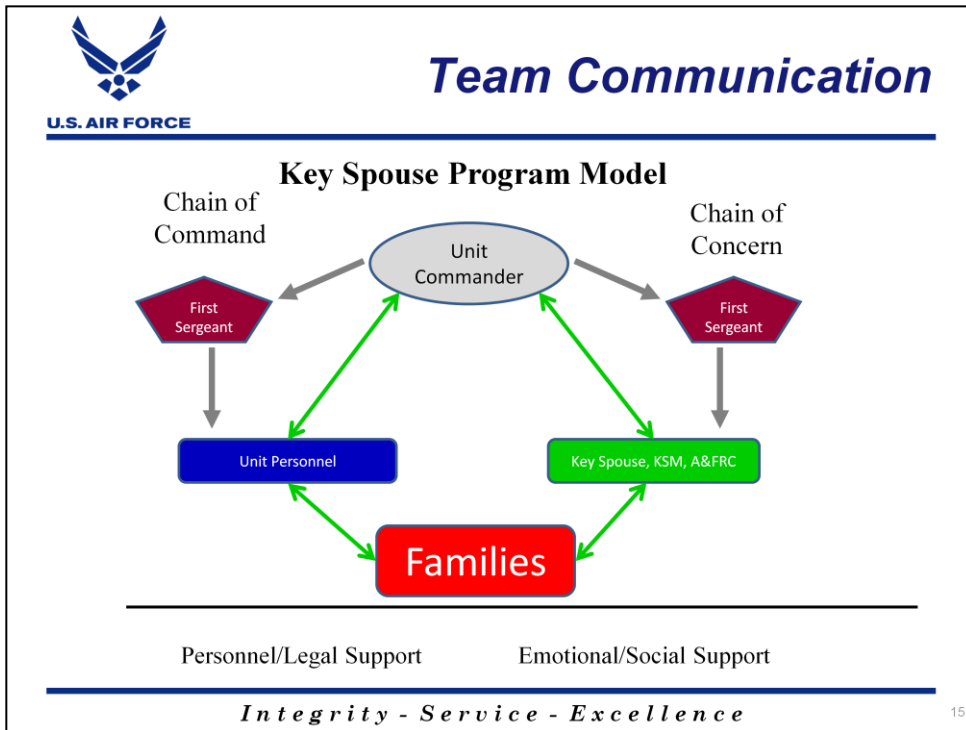 U.S. AIR FORCE
Team Communication
Key Spouse Program Model
Chain of
Command
Chain of
Concern
Unit
Commander
First
Sergeant
First
Sergeant
Unit Personnel
Key Spouse, KSM, A&FRC
Families
Personnel/Legal Support
Emotional/Social Support
Integrity - Service - Excellence
15